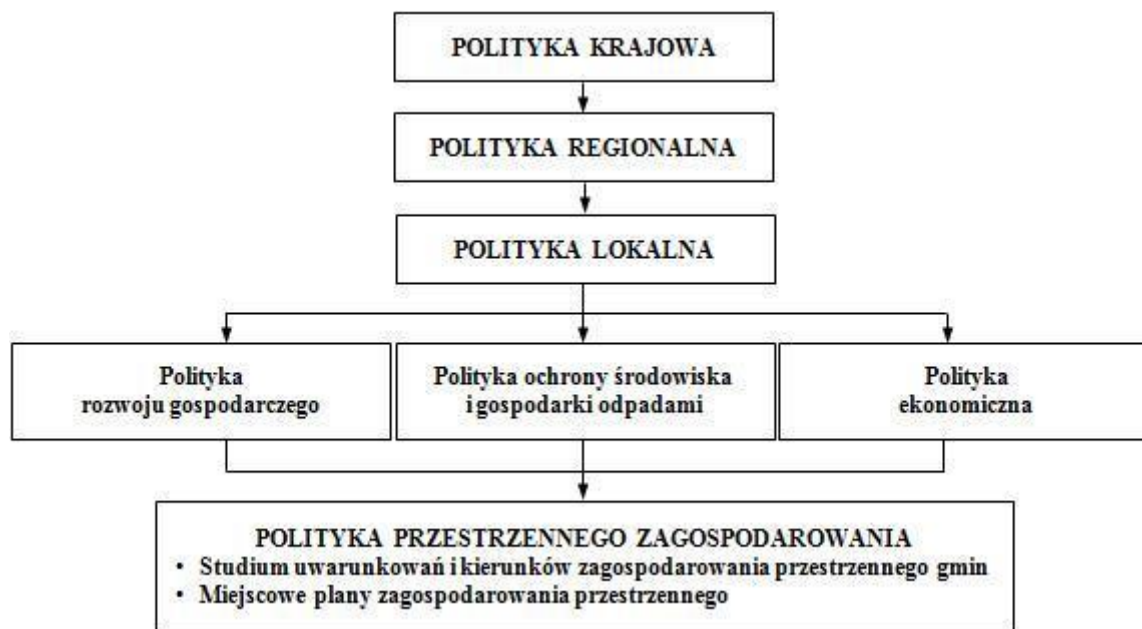 POLITYKA KRAJOWA
POLITYKA REGIONALNA
POLITYKA LOKALNA
Polityka
rozwoju gospodarczego
Polityka ochrony środowiska
i gospodarki odpadami
Polityka
ekonomiczna
POLITYKA PRZESTRZENNEGO ZAGOSPODAROWANIA
• Studium uwarunkowań i kierunków zagospodarowania przestrzennego gmin
• Miejscowe plany zagospodarowania przestrzennego